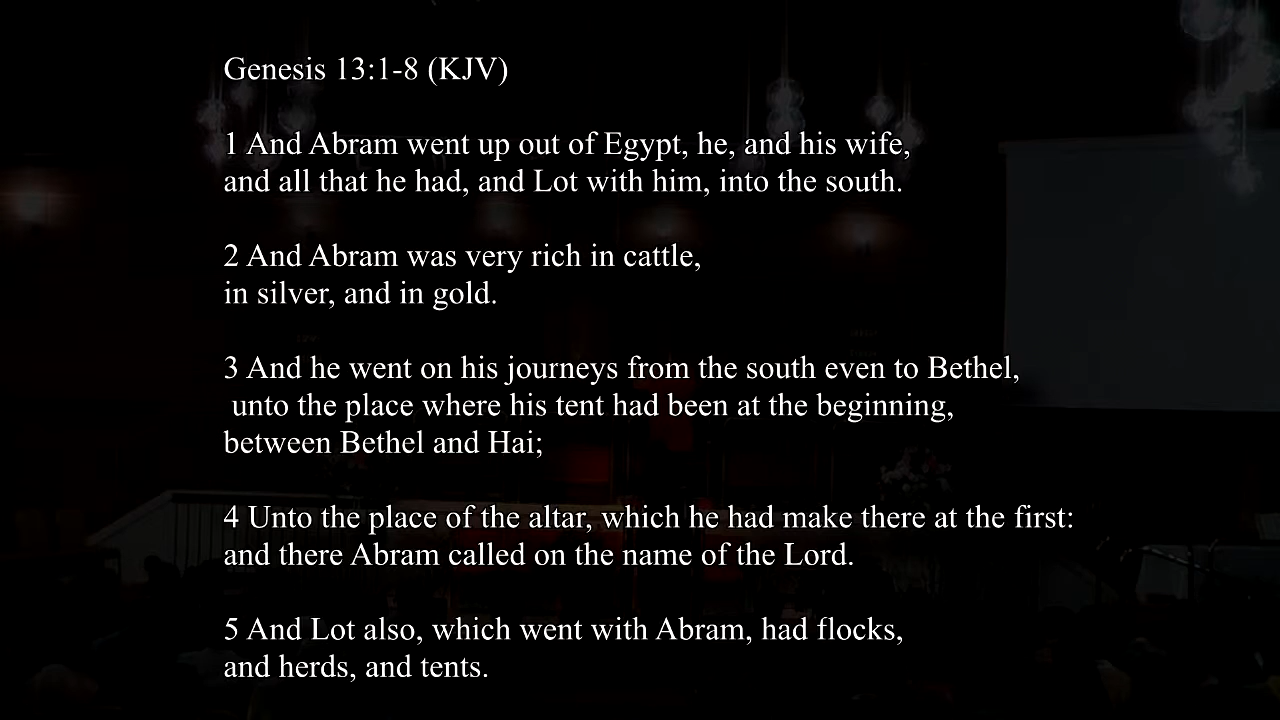 Genesis 13:1-8 (KJV)
1 And Abram went up out of Egypt, he, and his wife,
and all that he had, and Lot with him, into the south.
2 And Abram was very rich in cattle,
in silver, and in gold.
3 And he went on his journeys from the south even to Bethel,
unto the place where his tent had been at the beginning,
between Bethel and Hai;
4 Unto the place of the altar, which he had make there at the first:
and there Abram called on the name of the Lord.
5 And Lot also, which went with Abram, had flocks,
and herds, and tents.